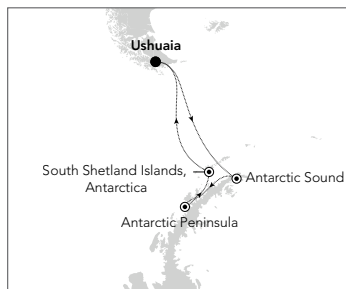 Ushuaia
South Shetland Islands,
Antarctica
Antarctic Sound
Antarctic Peninsula